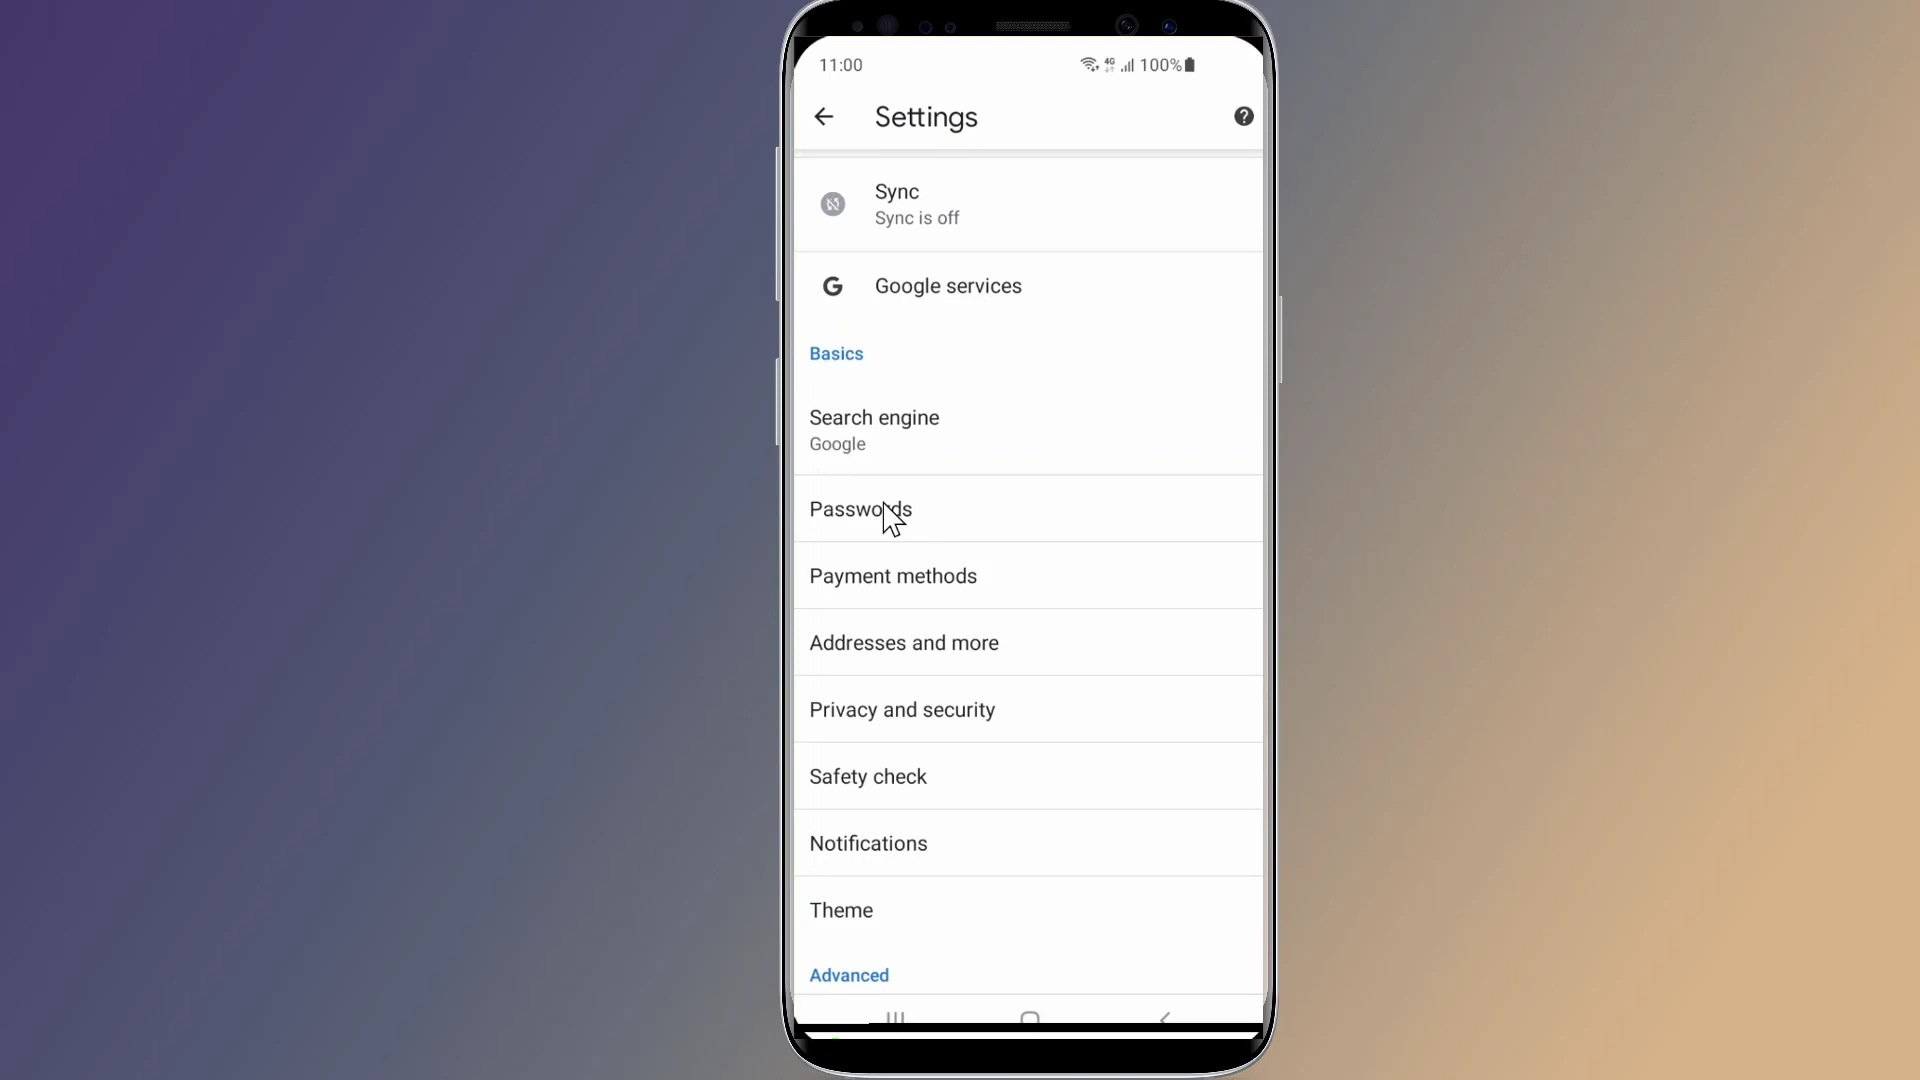 11:00
4G 100%
Settings
Sync
Sync is off
G Google services
Basics
Search engine
Google
Passwords
Payment methods
Addresses and more
Privacy and security
Safety check
Notifications
Theme
Advanced